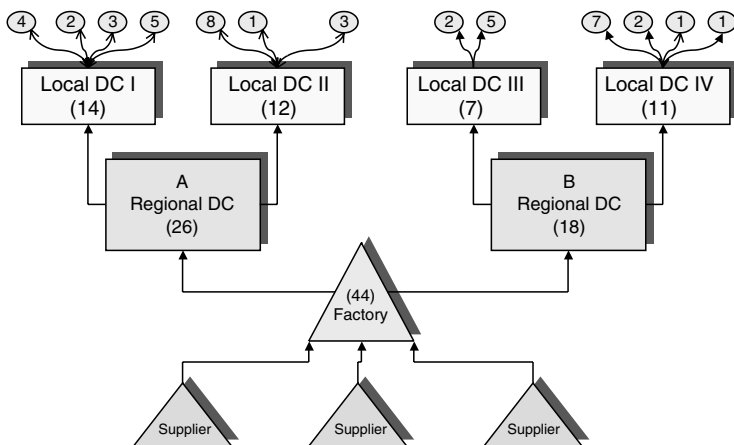 4 2 3 5 8 1 3 2 5 7 2 1 1
Local DC I
(14)
Local DC II
(12)
Local DC III
(7)
Local DC IV
(11)
A
Regional DC
(26)
B
Regional DC
(18)
(44)
Factory
Supplier
Supplier
Supplier